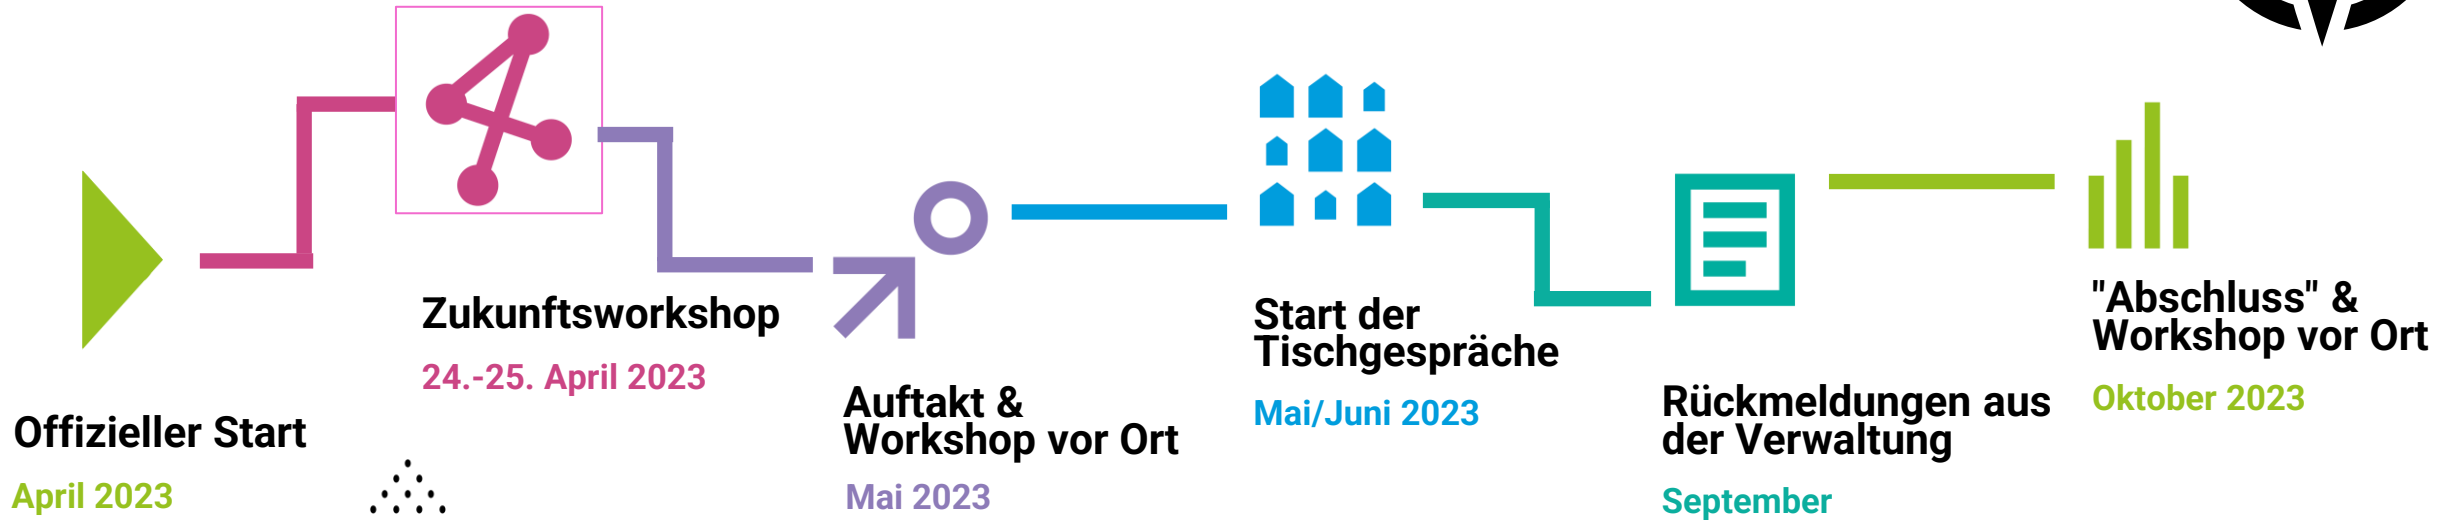 Offizieller Start
April 2023
Zukunftsworkshop
24.-25. April 2023
Auftakt &
Workshop vor Ort
Mai 2023
Start der
Tischgespräche
Mai/Juni 2023
Rückmeldungen aus
der Verwaltung
September
"Abschluss" &
Workshop vor Ort
Oktober 2023